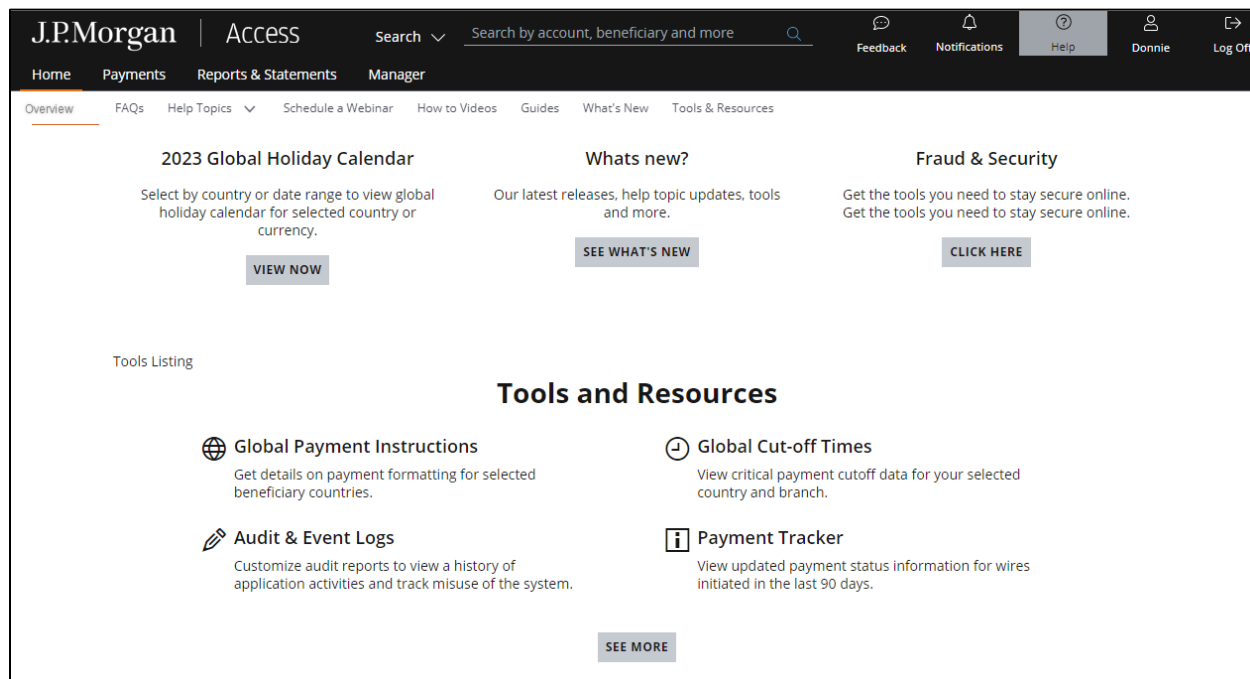 J.P.Morgan | Access Search Search by account, beneficiary and more Feedback Notifications Help Donnie Log Off
Home Payments Reports & Statements Manager
Overview FAQs Help Topics Schedule a Webinar How to Videos Guides What's New Tools & Resources
2023 Global Holiday Calendar
Select by country or date range to view global
holiday calendar for selected country or
currency.
VIEW NOW
Whats new?
Our latest releases, help topic updates, tools
and more.
SEE WHAT'S NEW
Fraud & Security
Get the tools you need to stay secure online.
Get the tools you need to stay secure online.
CLICK HERE
Tools Listing
Tools and Resources
Global Payment Instructions
Get details on payment formatting for selected
beneficiary countries.
Global Cut-off Times
View critical payment cutoff data for your selected
country and branch.
Audit & Event Logs
Customize audit reports to view a history of
application activities and track misuse of the system.
Payment Tracker
View updated payment status information for wires
initiated in the last 90 days.
SEE MORE